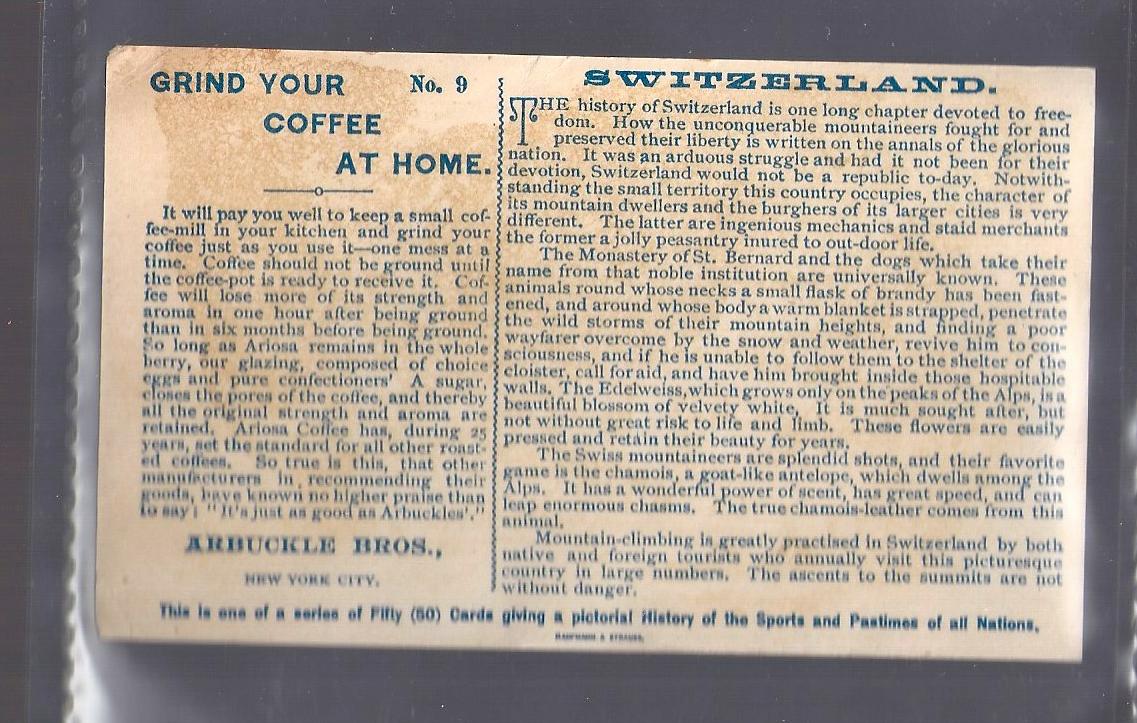 GRIND YOUR No. 9
COFFEE
AT HOME.
It will pay you well to keep a small cof-
fee-mill in your kitchen and grind your
coffee just as you use it—one mess at a
time. Coffee should not be ground until
the coffee-pot is ready to receive it. Cof-
fee will lose more of its strength and
aroma in one hour after being ground
than in six months before being ground.
So long as Ariosa remains in the whole
berry, our glazing, composed of choice
eggs and pure confectioners' A sugar,
closes the pores of the coffee, and thereby
all the original strength and aroma are
retained. Ariosa Coffee has, during 25
years, set the standard for all other roast-
ed coffees. So true is this, that other
manufacturers in recommending their
goods, have known no higher praise than
to say: "It's just as good as Arbuckles'."
ARBUCKLE BROS.,
NEW YORK CITY.
SWITZERLAND.
THE history of Switzerland is one long chapter devoted to free-
dom. How the unconquerable mountaineers fought for and
preserved their liberty is written on the annals of the glorious
nation. It was an arduous struggle and had it not been for their
devotion, Switzerland would not be a republic to-day. Notwith-
standing the small territory this country occupies, the character of
its mountain dwellers and the burghers of its larger cities is very
different. The latter are ingenious mechanics and staid merchants
the former a jolly peasantry inured to out-door life.
The Monastery of St. Bernard and the dogs which take their
name from that noble institution are universally known. These
animals round whose necks a small flask of brandy has been fast-
ened, and around whose body a warm blanket is strapped, penetrate
the wild storms of their mountain heights, and finding a poor
wayfarer overcome by the snow and weather, revive him to con-
sciousness, and if he is unable to follow them to the shelter of the
cloister, call for aid, and have him brought inside those hospitable
walls. The Edelweiss, which grows only on the peaks of the Alps, is a
beautiful blossom of velvety white. It is much sought after, but
not without great risk to life and limb. These flowers are easily
pressed and retain their beauty for years.
The Swiss mountaineers are splendid shots, and their favorite
game is the chamois, a goat-like antelope, which dwells among the
Alps. It has a wonderful power of scent, has great speed, and can
leap enormous chasms. The true chamois-leather comes from this
animal.
Mountain-climbing is greatly practised in Switzerland by both
native and foreign tourists who annually visit this picturesque
country in large numbers. The ascents to the summits are not
without danger.
This is one of a series of Fifty (50) Cards giving a pictorial History of the Sports and Pastimes of all Nations.
KAUFMANN & STRAUSS.